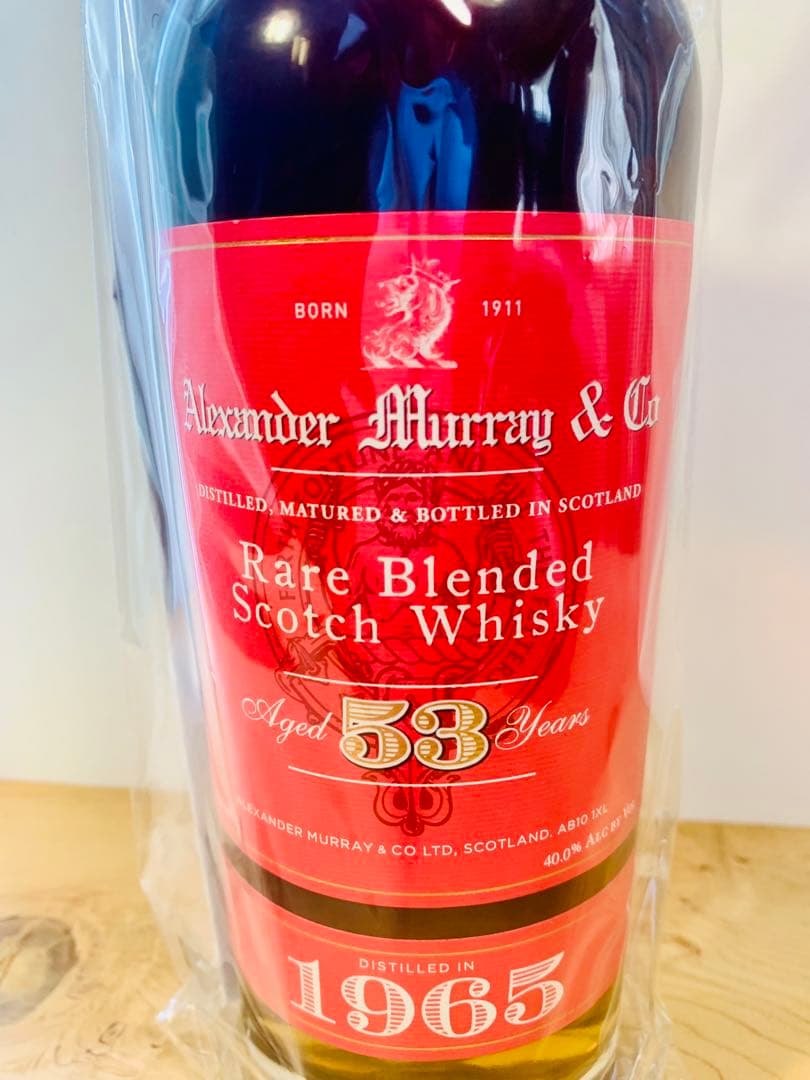 BORN 1911
Alexander Murray & Co
DISTILLED, MATURED & BOTTLED IN SCOTLAND
Rare Blended
Scotch Whisky
Aged 53 Years
ALEXANDER MURRAY & CO LTD, SCOTLAND. AB10 1XL
40.0% ALC BY VOL
DISTILLED IN
1965